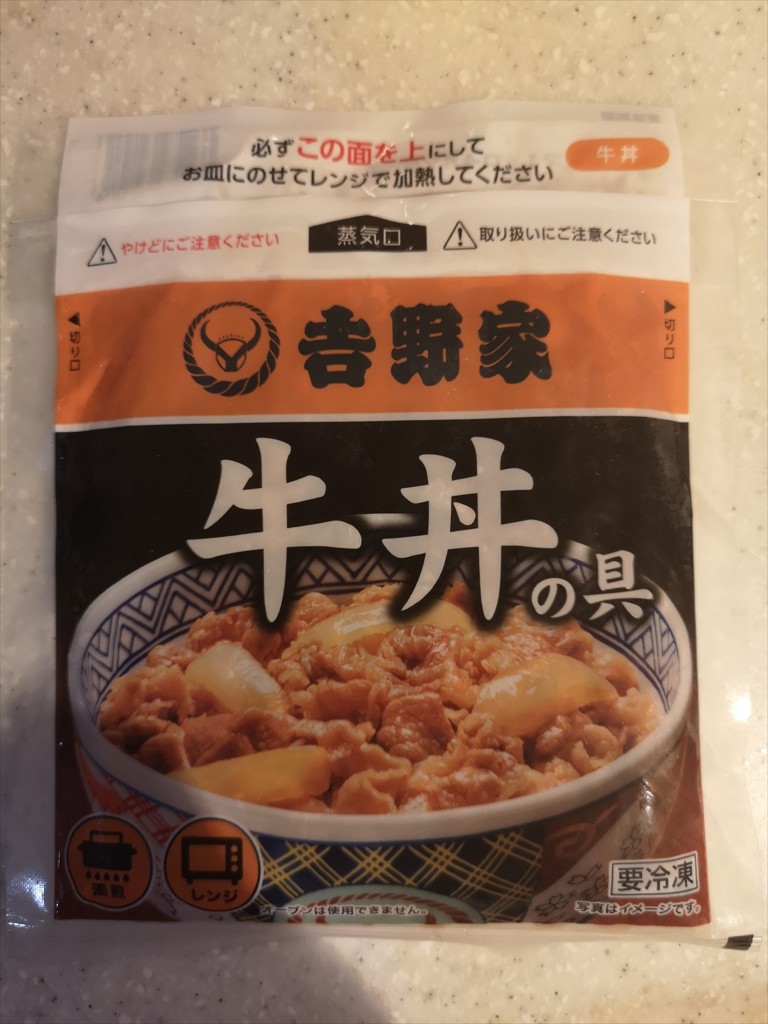 必ずこの面を上にして
お皿にのせてレンジで加熱してください
牛丼
やけどにご注意ください
蒸気口
取り扱いにご注意ください
切り口
吉野家
切り口
牛丼の具
湯煎
レンジ
オーブンは使用できません。
要冷凍
写真はイメージです。